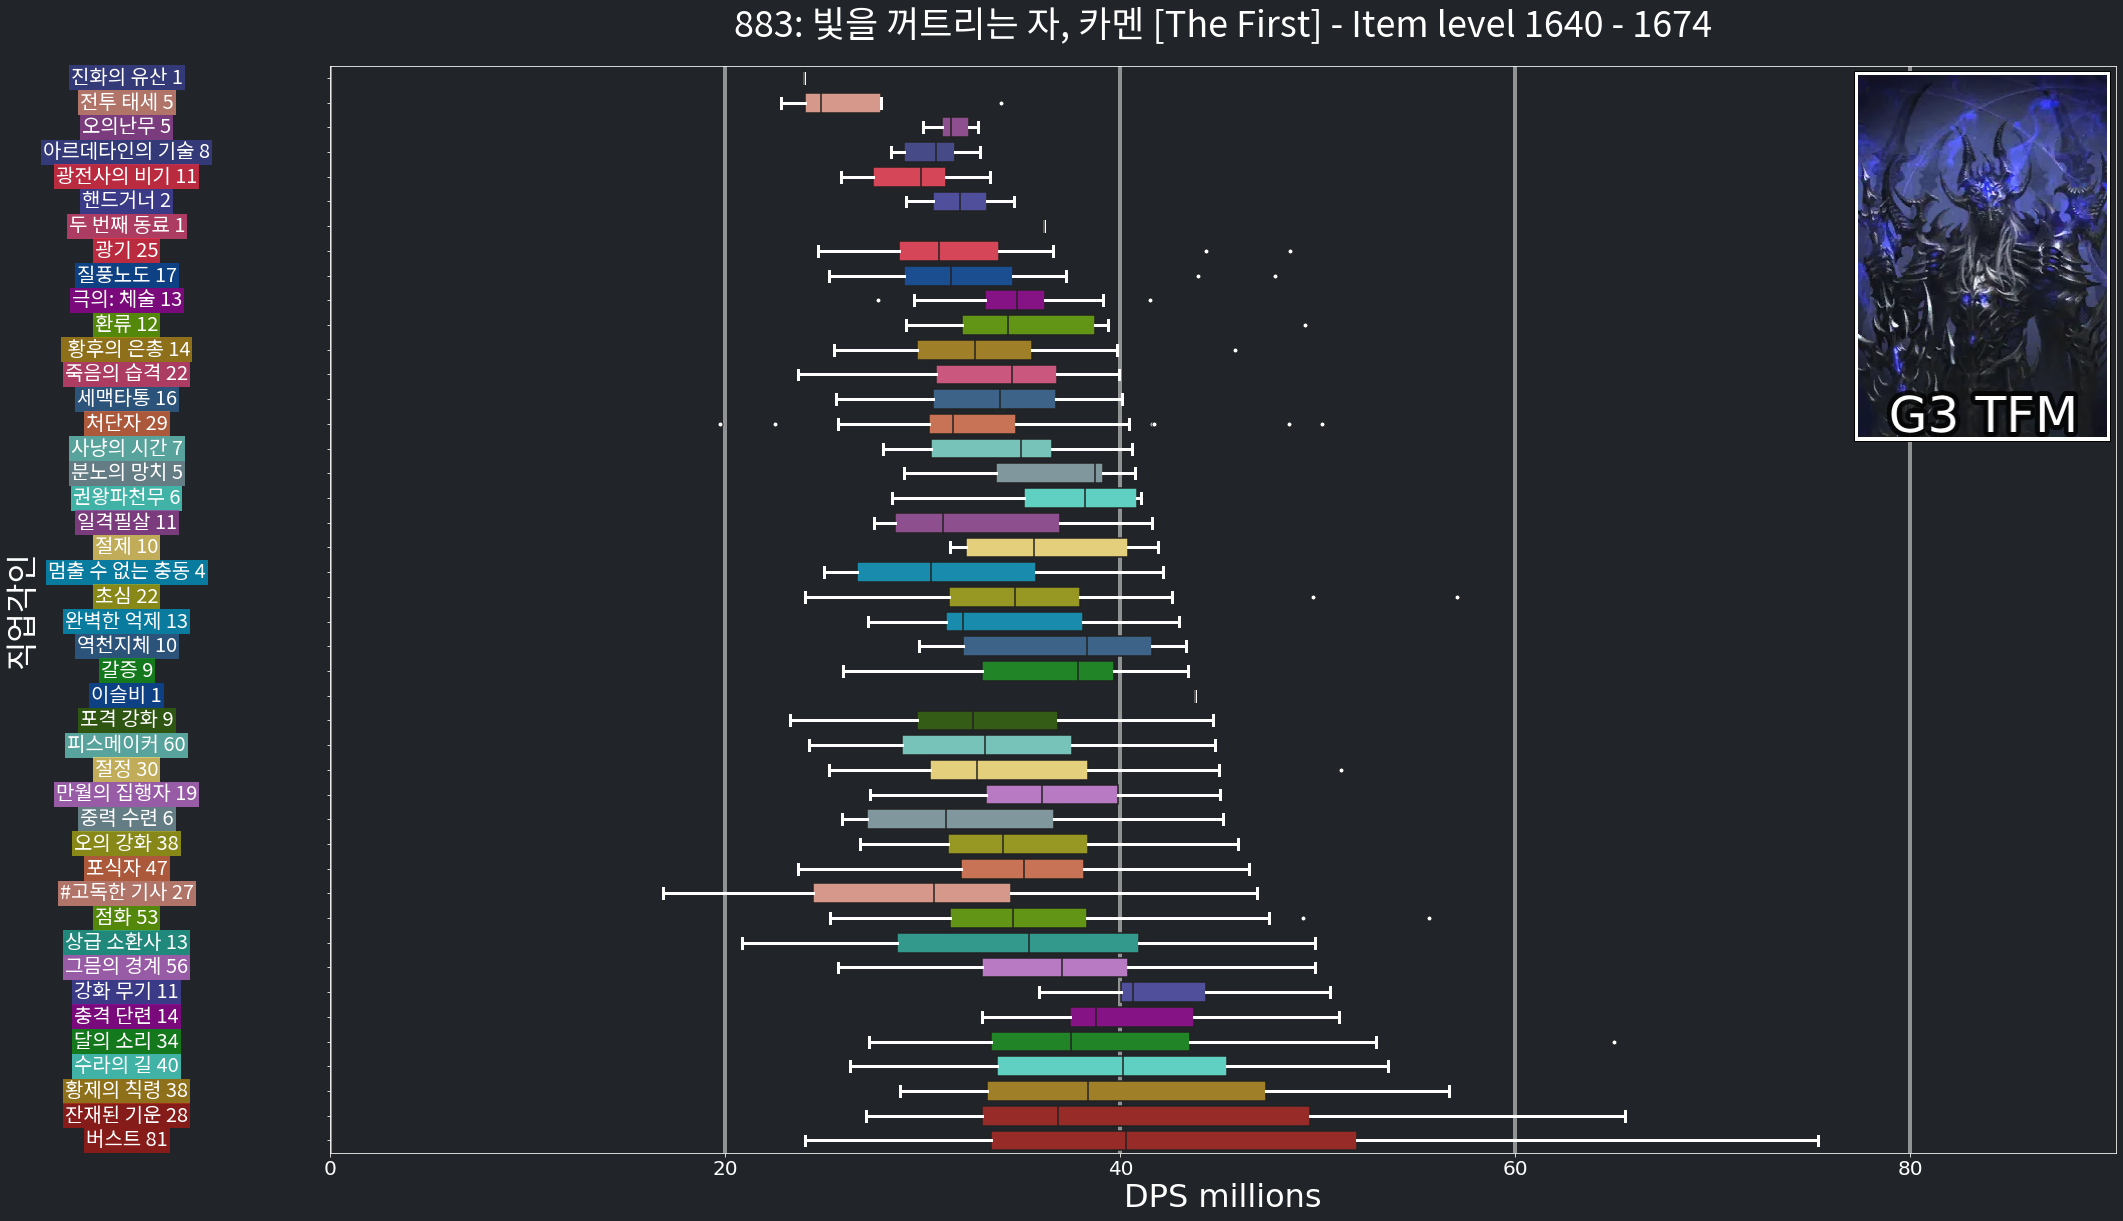 883: 빛을 꺼트리는 자, 카멘 [The First] - Item level 1640 - 1674
진화의 유산 1
전투 태세 5
오의난무 5
아르데타인의 기술 8
광전사의 비기 11
핸드거너 2
두 번째 동료 1
광기 25
질풍노도 17
극의: 체술 13
환류 12
황후의 은총 14
죽음의 습격 22
세맥타통 16
처단자 29
사냥의 시간 7
분노의 망치 5
권왕파천무 6
일격필살 11
절제 10
멈출 수 없는 충동 4
초심 22
완벽한 억제 13
역천지체 10
갈증 9
이슬비 1
포격 강화 9
피스메이커 60
절정 30
만월의 집행자 19
중력 수련 6
오의 강화 38
포식자 47
#고독한 기사 27
점화 53
상급 소환사 13
그믐의 경계 56
강화 무기 11
충격 단련 14
달의 소리 34
수라의 길 40
황제의 칙령 38
잔재된 기운 28
버스트 81
직업각인
G3 TFM
0 20 40 60 80
DPS millions